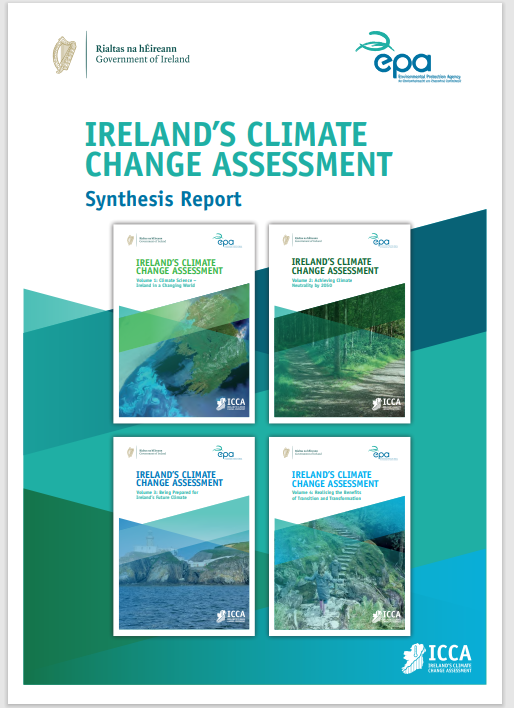 Rialtas na hÉireann
Government of Ireland
epa
Environmental Protection Agency
IRELAND'S CLIMATE
CHANGE ASSESSMENT
Synthesis Report
Rialtas na hÉireann
Government of Ireland
epa
IRELAND'S CLIMATE
CHANGE ASSESSMENT
Volume 1: Climate Science –
Ireland in a Changing World
ICCA
Rialtas na hÉireann
Government of Ireland
epa
IRELAND'S CLIMATE
CHANGE ASSESSMENT
Volume 2: Achieving Climate
Neutrality by 2050
ICCA
Rialtas na hÉireann
Government of Ireland
epa
IRELAND'S CLIMATE
CHANGE ASSESSMENT
Volume 3: Being Prepared for
Ireland's Future Climate
ICCA
Rialtas na hÉireann
Government of Ireland
epa
IRELAND'S CLIMATE
CHANGE ASSESSMENT
Volume 4: Realising the Benefits
of Transition and Transformation
ICCA
ICCA
IRELAND'S CLIMATE
CHANGE ASSESSMENT